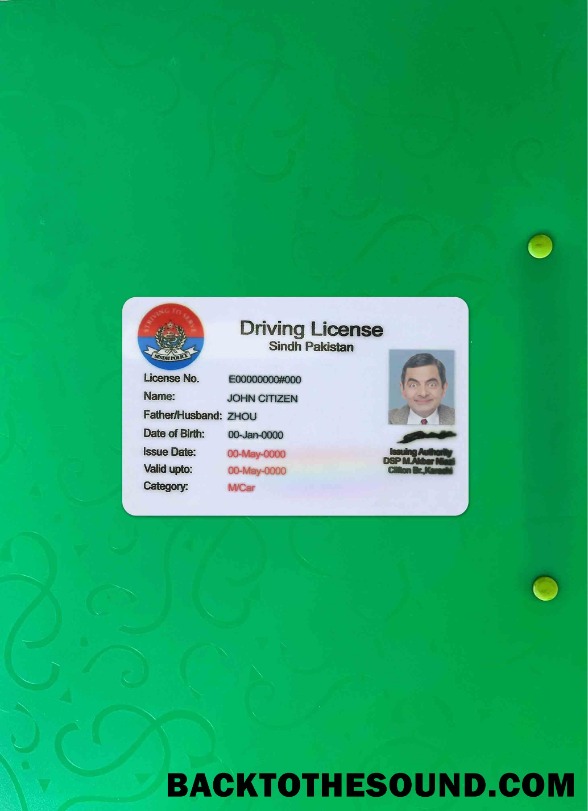 STRIVING TO SERVE
SINDH POLICE
Driving License
Sindh Pakistan
License No. E00000000#000
Name: JOHN CITIZEN
Father/Husband: ZHOU
Date of Birth: 00-Jan-0000
Issue Date: 00-May-0000
Valid upto: 00-May-0000
Category: M/Car
Issuing Authority
DSP M.Akber Niazi
Clifton Br.,Karachi
BACKTOTHESOUND.COM